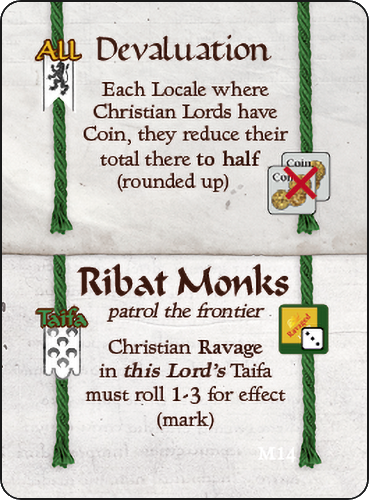 ALL
Devaluation
Each Locale where
Christian Lords have
Coin, they reduce their
total there to half
(rounded up)
Coin
Ribat Monks
patrol the frontier
Taifa
Ravage!
Christian Ravage
in this Lord's Taifa
must roll 1-3 for effect
(mark)
M14